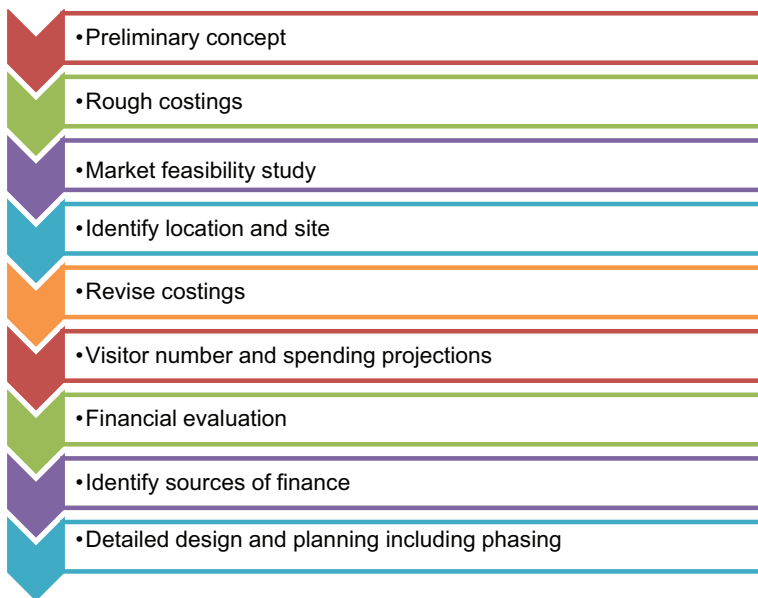 •Preliminary concept
•Rough costings
•Market feasibility study
•Identify location and site
•Revise costings
•Visitor number and spending projections
•Financial evaluation
•Identify sources of finance
•Detailed design and planning including phasing